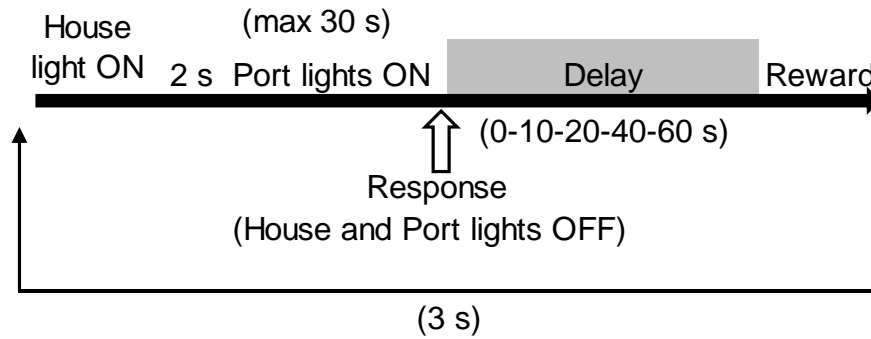 House
light ON
2 s
(max 30 s)
Port lights ON
Delay
Reward
(0-10-20-40-60 s)
Response
(House and Port lights OFF)
(3 s)